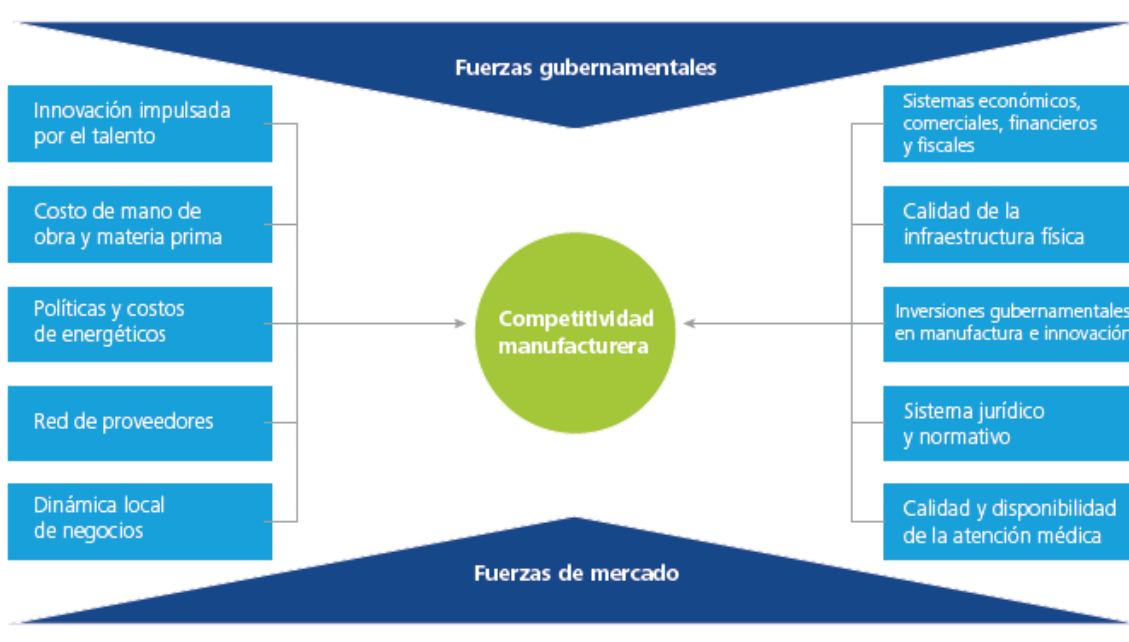 Fuerzas gubernamentales
Innovación impulsada
por el talento
Costo de mano de
obra y materia prima
Políticas y costos
de energéticos
Red de proveedores
Dinámica local
de negocios
Competitividad
manufacturera
Sistemas económicos,
comerciales, financieros
y fiscales
Calidad de la
infraestructura física
Inversiones gubernamentales
en manufactura e innovación
Sistema jurídico
y normativo
Calidad y disponibilidad
de la atención médica
Fuerzas de mercado